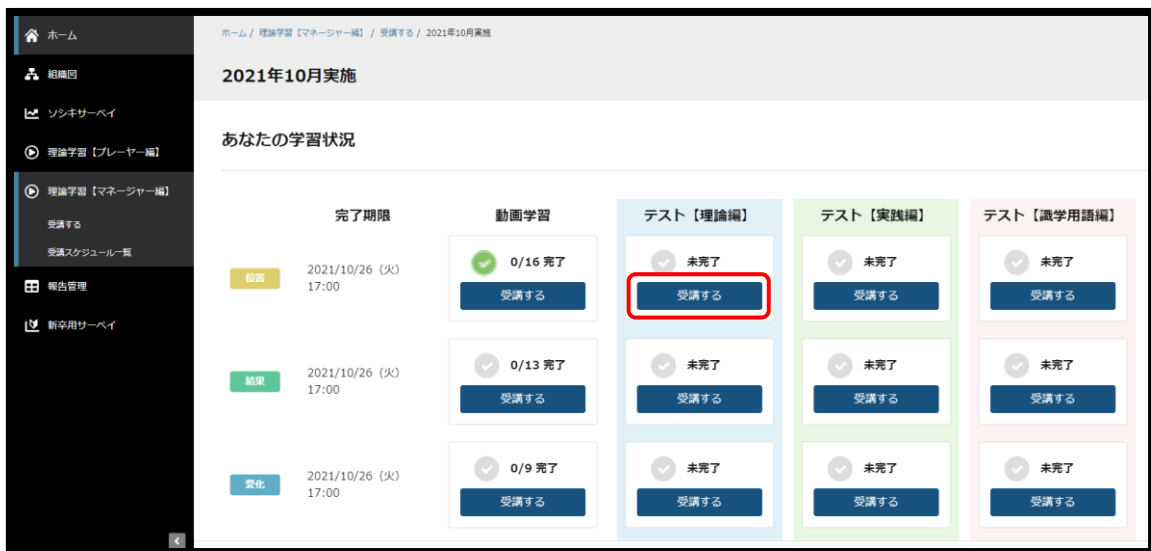 ホーム
組織図
ソシキサーベイ
理論学習【プレーヤー編】
理論学習【マネージャー編】
受講する
受講スケジュール一覧
報告管理
新卒用サーベイ
ホーム / 理論学習【マネージャー編】 / 受講する / 2021年10月実施
2021年10月実施
あなたの学習状況
完了期限 動画学習 テスト【理論編】 テスト【実践編】 テスト【識学用語編】
位置 2021/10/26（火） 17:00 0/16 完了 未完了 未完了 未完了
受講する 受講する 受講する 受講する
結果 2021/10/26（火） 17:00 0/13 完了 未完了 未完了 未完了
受講する 受講する 受講する 受講する
変化 2021/10/26（火） 17:00 0/9 完了 未完了 未完了 未完了
受講する 受講する 受講する 受講する